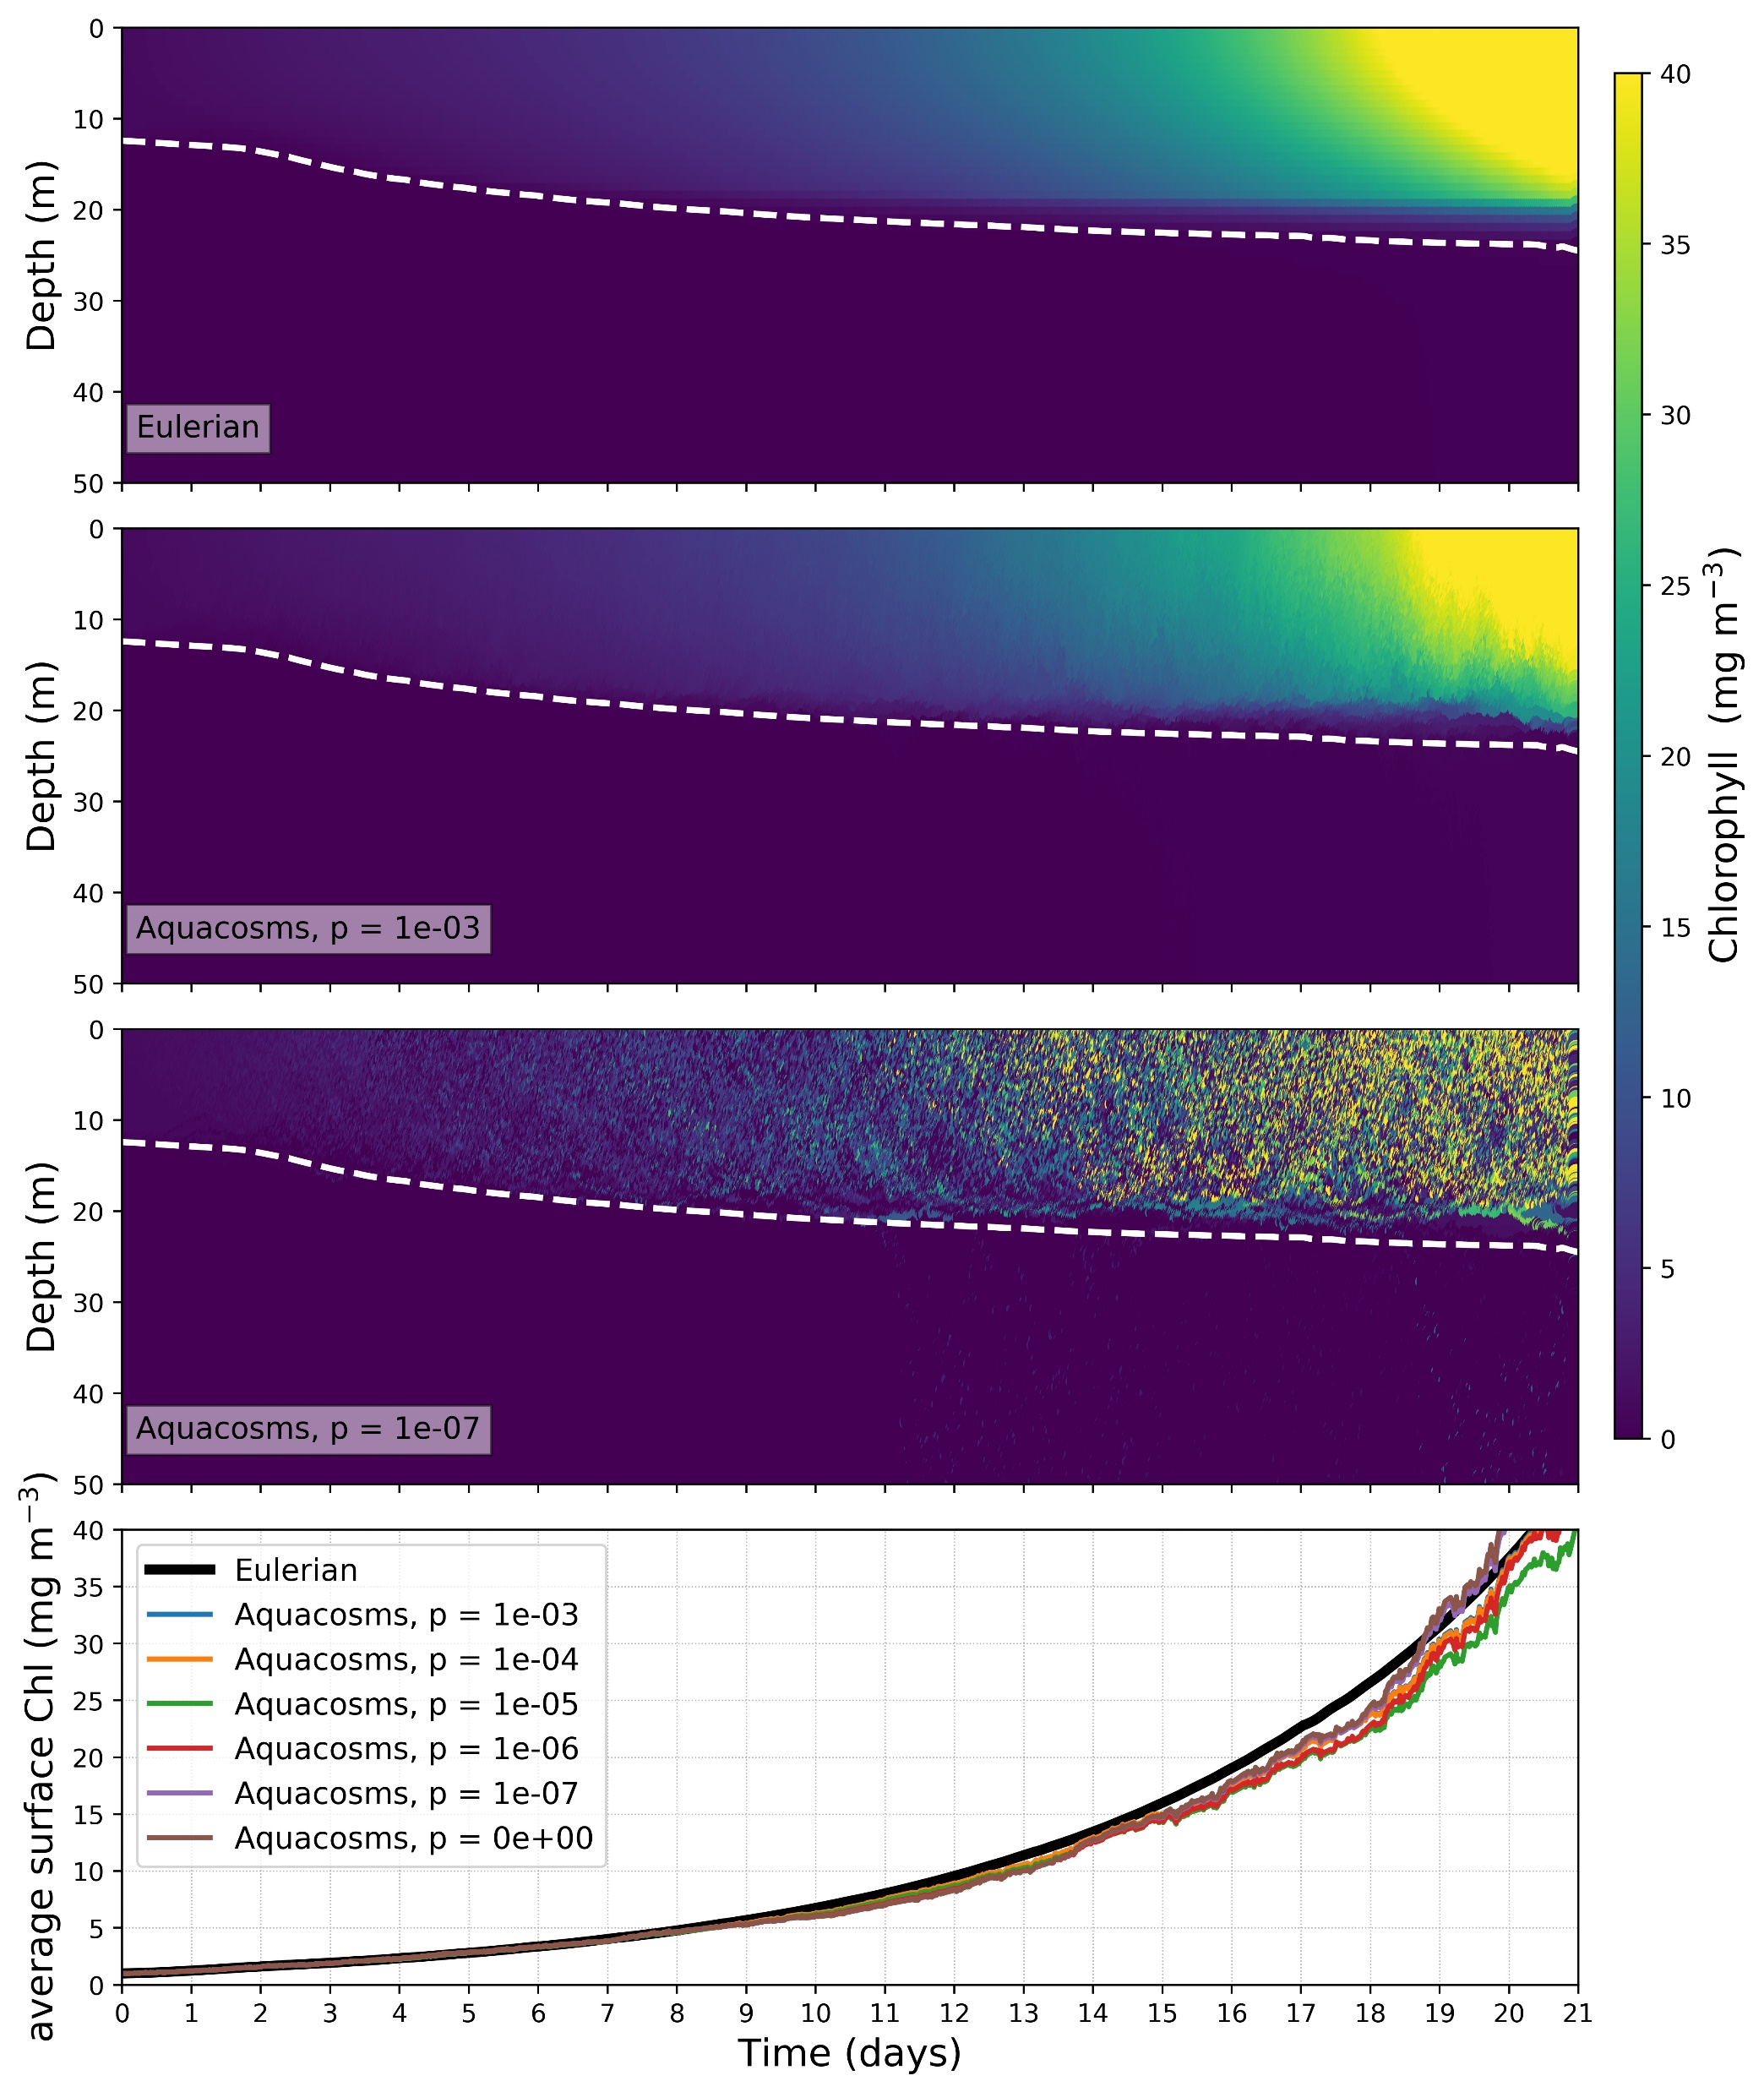 0
10
20
30
40
50
Depth (m)
Eulerian
0
10
20
30
40
50
Depth (m)
Aquacosms, p = 1e-03
0
10
20
30
40
50
Depth (m)
Aquacosms, p = 1e-07
40
35
30
25
20
15
10
5
0
Chlorophyll (mg m⁻³)
40
35
30
25
20
15
10
5
0
average surface Chl (mg m⁻³)
Eulerian
Aquacosms, p = 1e-03
Aquacosms, p = 1e-04
Aquacosms, p = 1e-05
Aquacosms, p = 1e-06
Aquacosms, p = 1e-07
Aquacosms, p = 0e+00
0 1 2 3 4 5 6 7 8 9 10 11 12 13 14 15 16 17 18 19 20 21
Time (days)